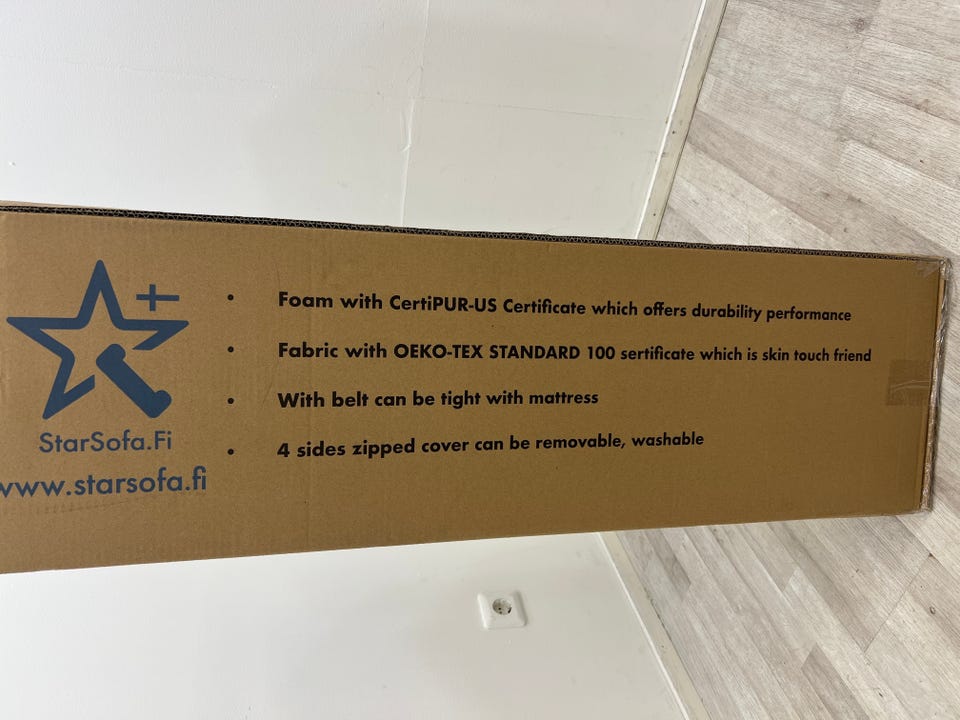 StarSofa.Fi
www.starsofa.fi
• Foam with CertiPUR-US Certificate which offers durability performance
• Fabric with OEKO-TEX STANDARD 100 sertificate which is skin touch friend
• With belt can be tight with mattress
• 4 sides zipped cover can be removable, washable